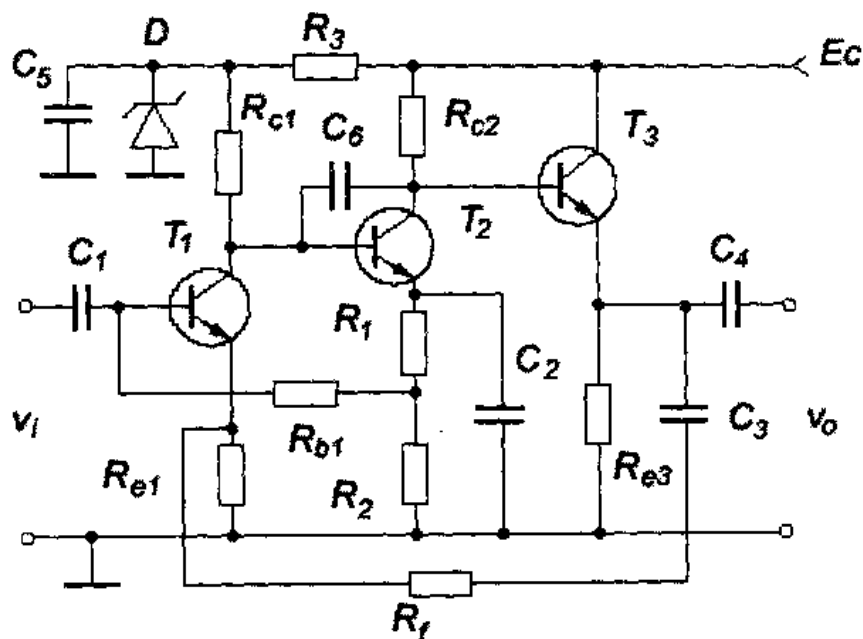 D
R3
Ec
C5
Rc1
C6
Rc2
T3
T1
T2
C1
C4
R1
C2
vi
Rb1
C3
vo
Re1
R2
Re3
Rf